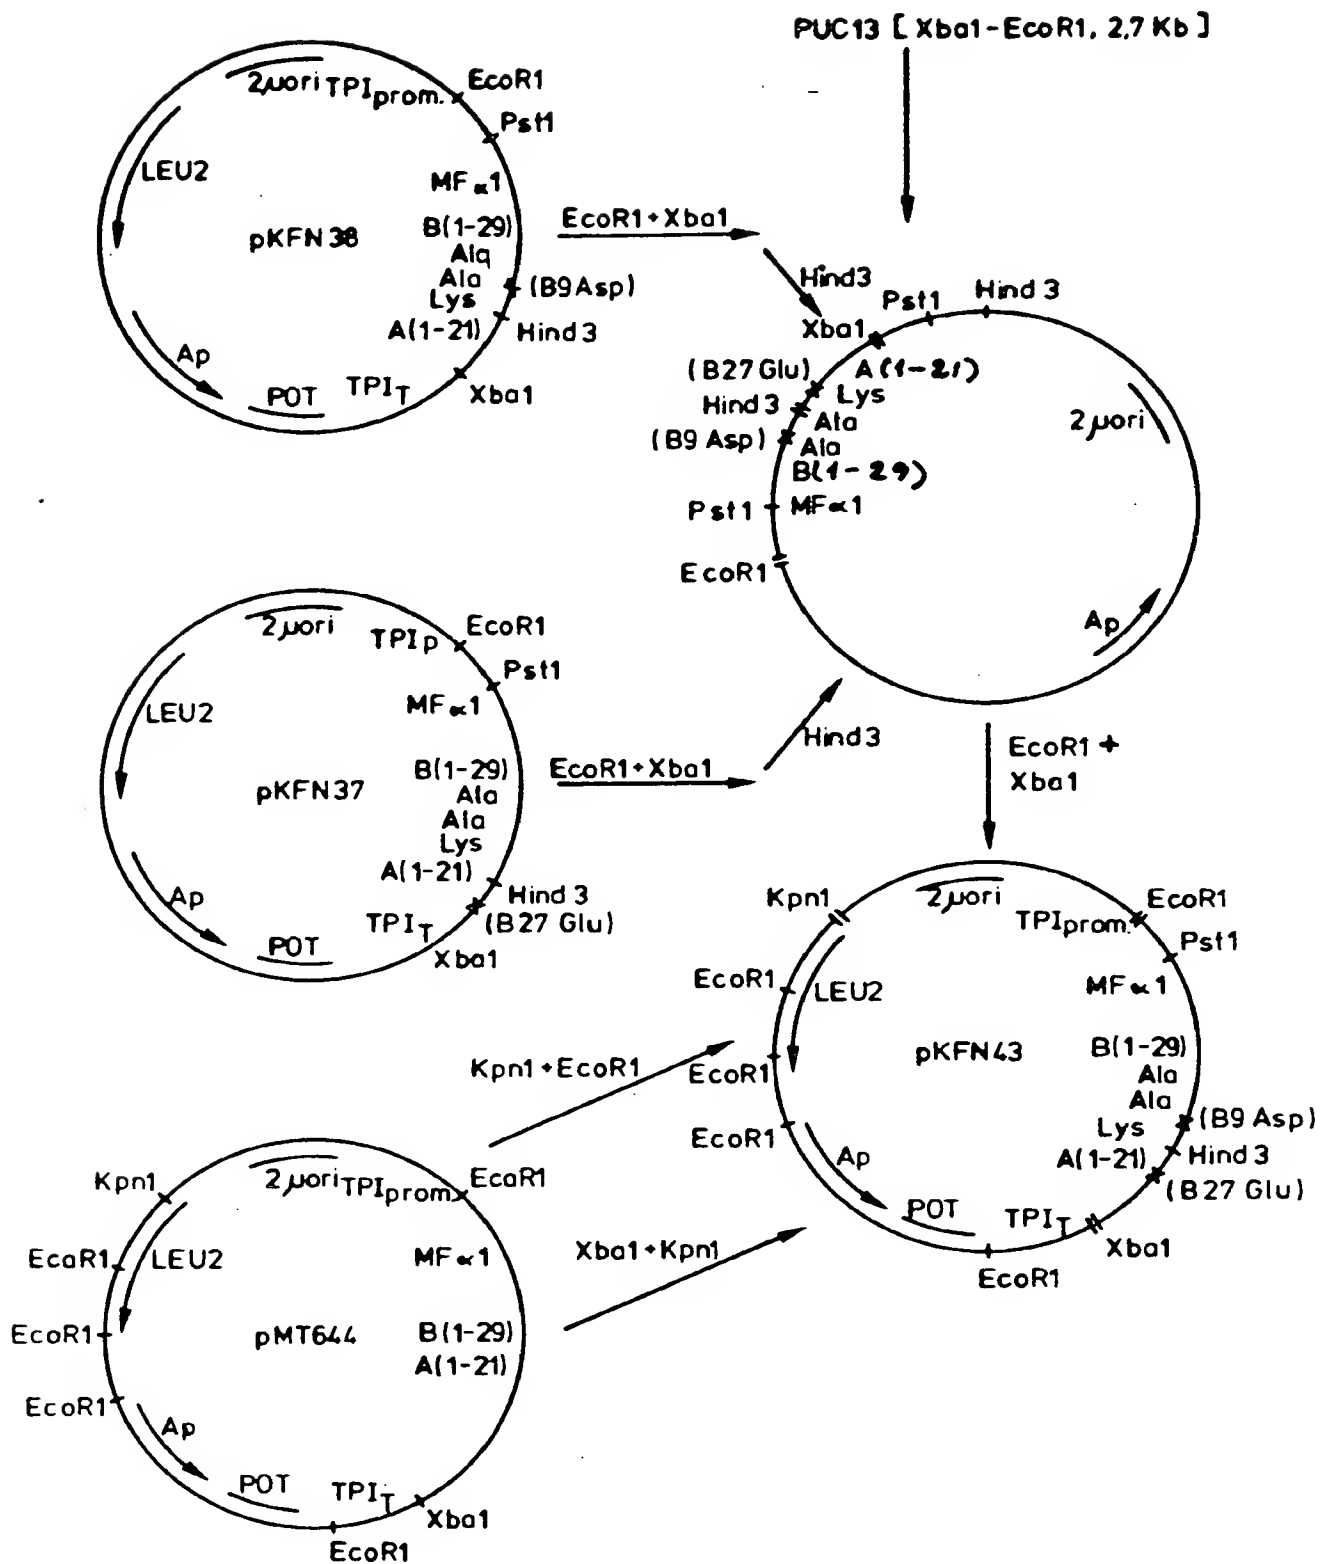 PUC13 [ Xba1-EcoR1, 2,7 Kb ]
2µori TPIprom.
EcoR1
Pst1
LEU2
MFα1
pKFN38
B(1-29)
Ala
Ala
Lys
(B9Asp)
A(1-21)
Hind3
Ap
POT
TPIT
Xba1
EcoR1+Xba1
Hind3
Pst1
Hind 3
Xba1
(B27 Glu)
A(1-21)
Lys
Hind 3
Ala
(B9 Asp)
Ala
B(1-29)
Pst1
MFα1
EcoR1
2µori
Ap
2µori
TPIp
EcoR1
Pst1
LEU2
MFα1
pKFN37
B(1-29)
Ala
Ala
Lys
A(1-21)
Hind 3
(B27 Glu)
Ap
POT
TPIT
Xba1
EcoR1+Xba1
Hind3
EcoR1 +
Xba1
Kpn1
2µori
TPIprom.
EcoR1
Pst1
EcoR1
LEU2
MFα1
pKFN43
EcoR1
B(1-29)
Ala
Ala
EcoR1
Lys
(B9 Asp)
A(1-21)
Hind 3
(B27 Glu)
Ap
POT
TPIT
Xba1
EcoR1
Kpn1+EcoR1
Xba1+Kpn1
Kpn1
2µori TPIprom.
EcaR1
EcaR1
LEU2
MFα1
EcoR1
pMT644
B(1-29)
A(1-21)
EcoR1
Ap
POT
TPIT
Xba1
EcoR1